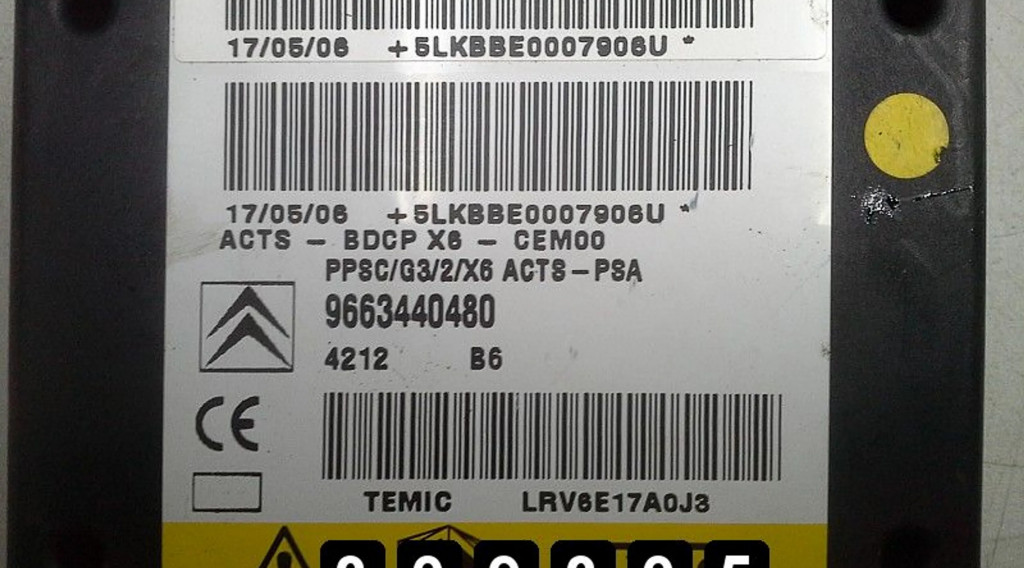 17/05/06 +5LKBBE0007906U *
17/05/06 +5LKBBE0007906U *
ACTS - BDCP X6 - CEM00
PPSC/G3/2/X6 ACTS-PSA
9663440480
4212 B6
CE
TEMIC LRV6E17A0J3